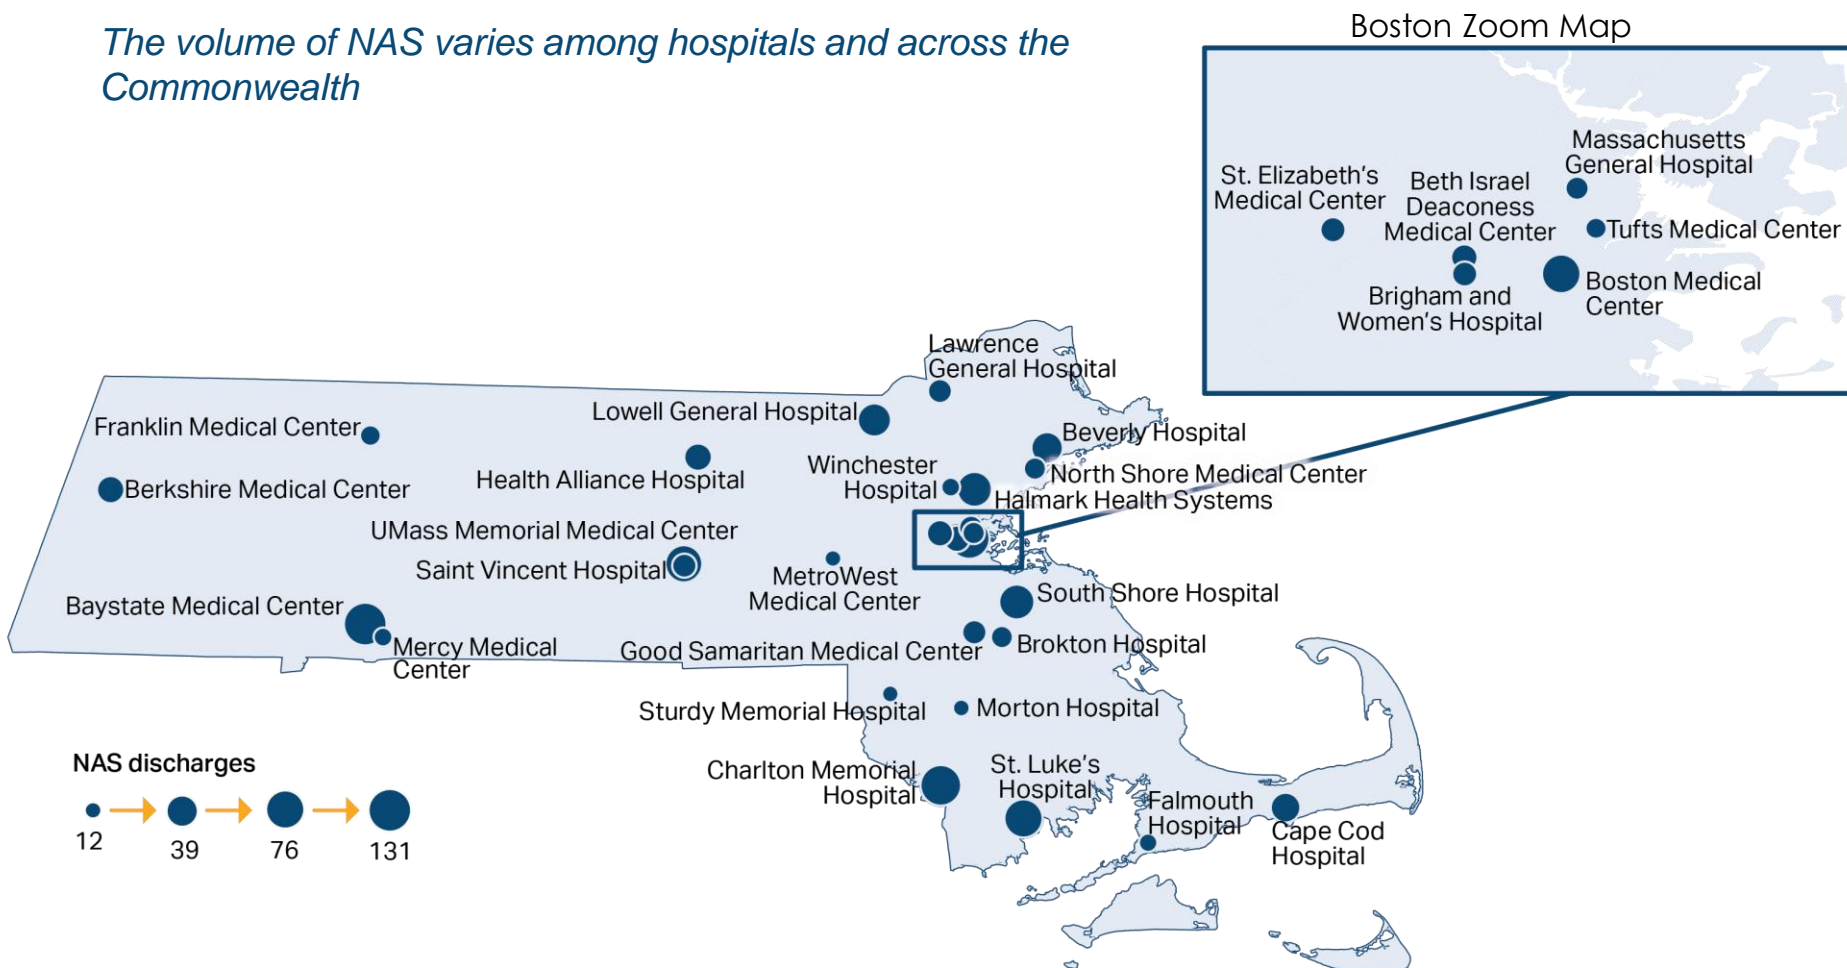 The volume of NAS varies among hospitals and across the
Commonwealth
Boston Zoom Map
Massachusetts
General Hospital
St. Elizabeth's
Medical Center
Beth Israel
Deaconess
Medical Center
Tufts Medical Center
Boston Medical
Center
Brigham and
Women's Hospital
Lawrence
General Hospital
Lowell General Hospital
Franklin Medical Center
Beverly Hospital
Winchester
Hospital
North Shore Medical Center
Health Alliance Hospital
Berkshire Medical Center
Halmark Health Systems
UMass Memorial Medical Center
Saint Vincent Hospital
MetroWest
Medical Center
South Shore Hospital
Baystate Medical Center
Mercy Medical
Center
Good Samaritan Medical Center
Brokton Hospital
Sturdy Memorial Hospital
Morton Hospital
Charlton Memorial
Hospital
St. Luke's
Hospital
Falmouth
Hospital
Cape Cod
Hospital
NAS discharges
12
39
76
131